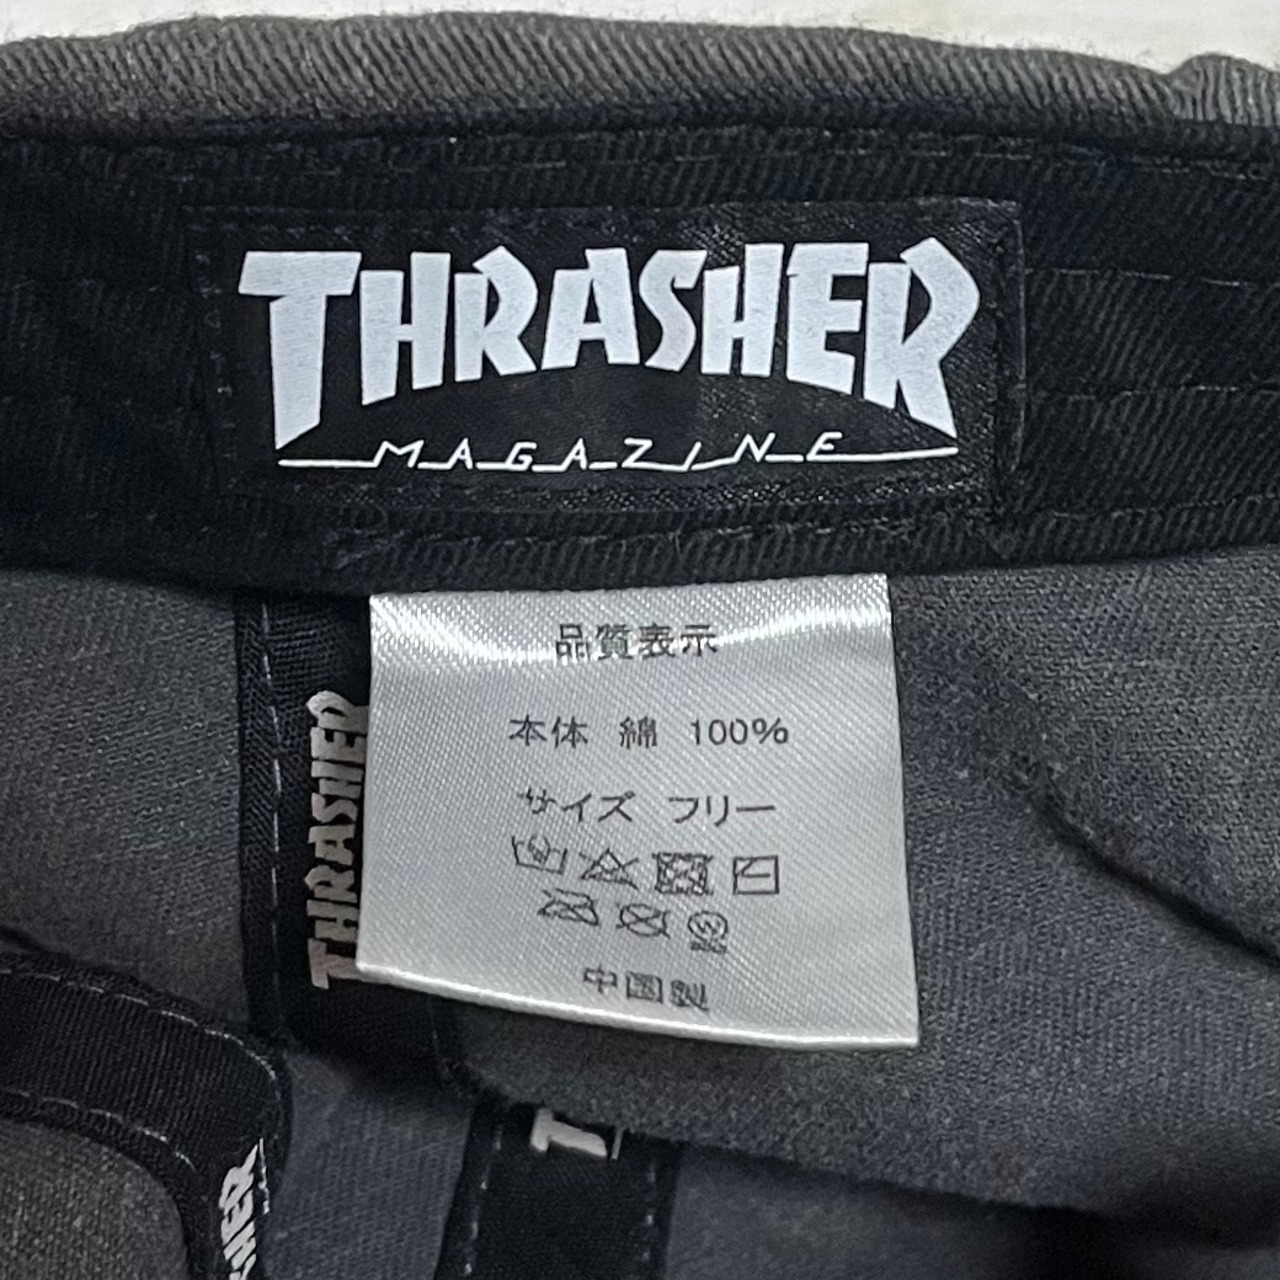 THRASHER
MAGAZINE
品質表示
本体 綿 100%
サイズ フリー
中国製
THRASHER